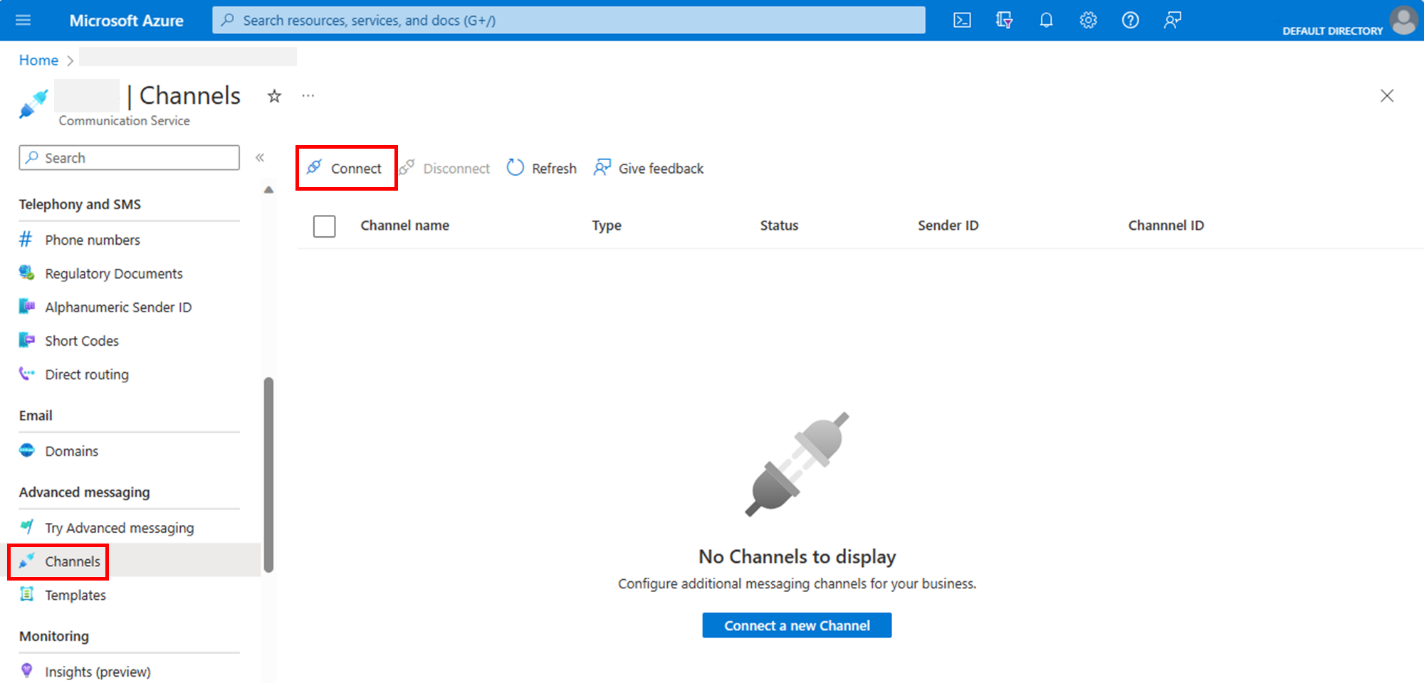 Microsoft Azure
Search resources, services, and docs (G+/)
DEFAULT DIRECTORY
Home >
| Channels
Communication Service
Search
Connect
Disconnect
Refresh
Give feedback
Channel name Type Status Sender ID Channnel ID
Telephony and SMS
Phone numbers
Regulatory Documents
Alphanumeric Sender ID
Short Codes
Direct routing
Email
Domains
Advanced messaging
Try Advanced messaging
Channels
Templates
Monitoring
Insights (preview)
No Channels to display
Configure additional messaging channels for your business.
Connect a new Channel